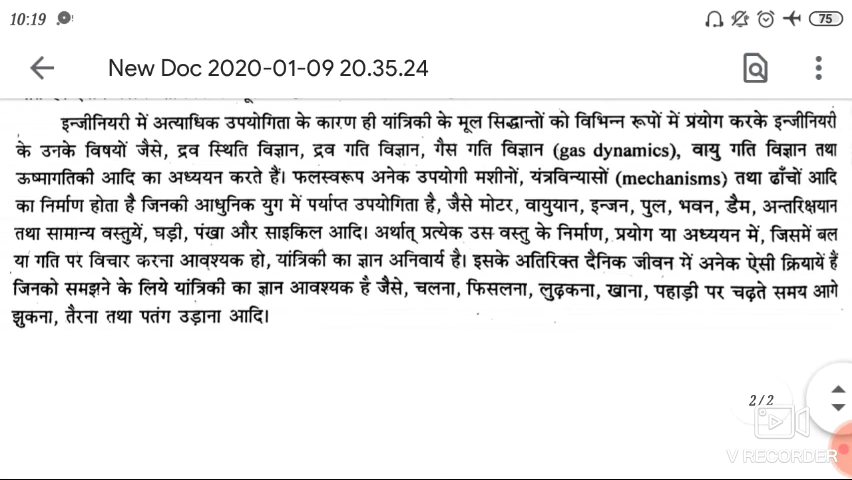 10:19
75
New Doc 2020-01-09 20.35.24
इन्जीनियरी में अत्याधिक उपयोगिता के कारण ही यांत्रिकी के मूल सिद्धान्तों को विभिन्न रूपों में प्रयोग करके इन्जीनियरी
के उनके विषयों जैसे, द्रव स्थिति विज्ञान, द्रव गति विज्ञान, गैस गति विज्ञान (gas dynamics), वायु गति विज्ञान तथा
ऊष्मागतिकी आदि का अध्ययन करते हैं। फलस्वरूप अनेक उपयोगी मशीनों, यंत्रविन्यासों (mechanisms) तथा ढाँचों आदि
का निर्माण होता है जिनकी आधुनिक युग में पर्याप्त उपयोगिता है, जैसे मोटर, वायुयान, इन्जन, पुल, भवन, डैम, अन्तरिक्षयान
तथा सामान्य वस्तुयें, घड़ी, पंखा और साइकिल आदि। अर्थात् प्रत्येक उस वस्तु के निर्माण, प्रयोग या अध्ययन में, जिसमें बल
या गति पर विचार करना आवश्यक हो, यांत्रिकी का ज्ञान अनिवार्य है। इसके अतिरिक्त दैनिक जीवन में अनेक ऐसी क्रियायें हैं
जिनको समझने के लिये यांत्रिकी का ज्ञान आवश्यक है जैसे, चलना, फिसलना, लुढ़कना, खाना, पहाड़ी पर चढ़ते समय आगे
झुकना, तैरना तथा पतंग उड़ाना आदि।
2/2
V RECORDER